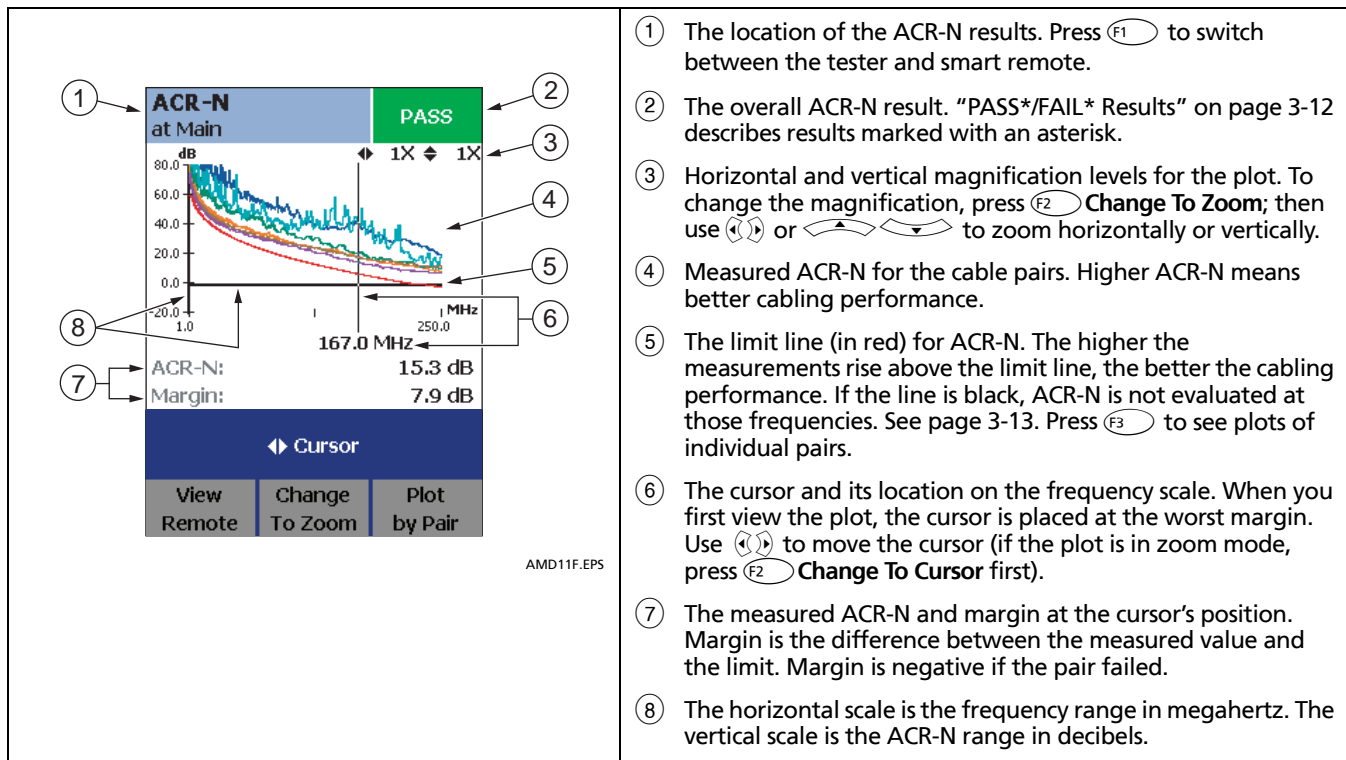 1
ACR-N
at Main
PASS
2
1X 1X
3
dB
80.0
60.0
40.0
20.0
0.0
-20.0
1.0
MHz
250.0
167.0 MHz
4
5
6
8
7
ACR-N: 15.3 dB
Margin: 7.9 dB
Cursor
View Remote
Change To Zoom
Plot by Pair
AMD11F.EPS
1 The location of the ACR-N results. Press F1 to switch
between the tester and smart remote.
2 The overall ACR-N result. “PASS*/FAIL* Results” on page 3-12
describes results marked with an asterisk.
3 Horizontal and vertical magnification levels for the plot. To
change the magnification, press F2 Change To Zoom; then
use or to zoom horizontally or vertically.
4 Measured ACR-N for the cable pairs. Higher ACR-N means
better cabling performance.
5 The limit line (in red) for ACR-N. The higher the
measurements rise above the limit line, the better the cabling
performance. If the line is black, ACR-N is not evaluated at
those frequencies. See page 3-13. Press F3 to see plots of
individual pairs.
6 The cursor and its location on the frequency scale. When you
first view the plot, the cursor is placed at the worst margin.
Use to move the cursor (if the plot is in zoom mode,
press F2 Change To Cursor first).
7 The measured ACR-N and margin at the cursor’s position.
Margin is the difference between the measured value and
the limit. Margin is negative if the pair failed.
8 The horizontal scale is the frequency range in megahertz. The
vertical scale is the ACR-N range in decibels.